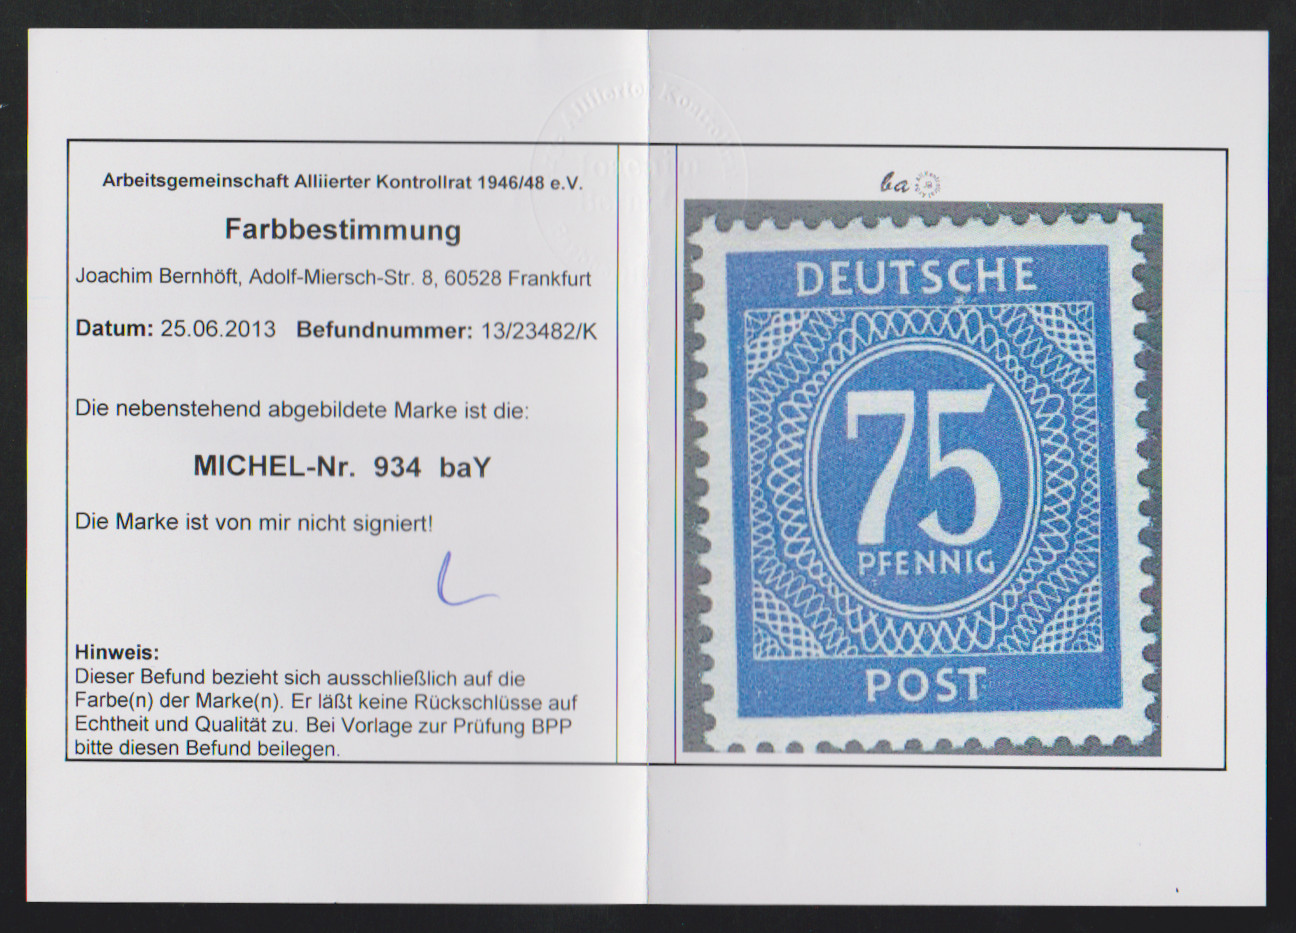 Alliierter Kontrollrat
Joachim
Arbeitsgemeinschaft Alliierter Kontrollrat 1946/48 e.V.
Farbbestimmung
Joachim Bernhöft, Adolf-Miersch-Str. 8, 60528 Frankfurt
Datum: 25.06.2013 Befundnummer: 13/23482/K
Die nebenstehend abgebildete Marke ist die:
MICHEL-Nr. 934 baY
Die Marke ist von mir nicht signiert!
Hinweis:
Dieser Befund bezieht sich ausschließlich auf die
Farbe(n) der Marke(n). Er läßt keine Rückschlüsse auf
Echtheit und Qualität zu. Bei Vorlage zur Prüfung BPP
bitte diesen Befund beilegen.
ba
DEUTSCHE
75
PFENNIG
POST